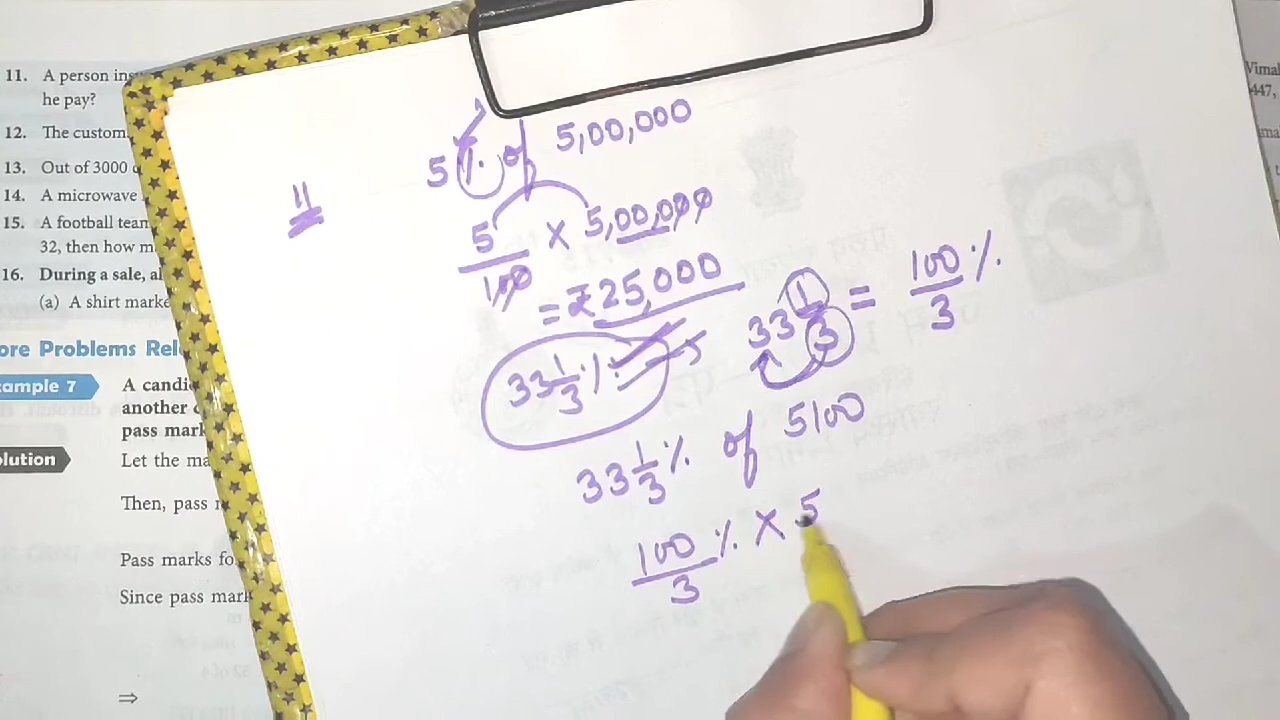 11. A person ins
he pay?
12. The custom
13. Out of 3000
14. A microwave
15. A football tean
32, then how m
16. During a sale, al
(a) A shirt marke
ore Problems Rel
ample 7 A candi
another
pass mark
olution Let the ma
Then, pass
Pass marks fo
Since pass mark
⇒
11
5 % of 5,00,000
5/100 × 5,00,000
= ₹25,000
33 1/3 %
33 1/3 = 100/3 %
33 1/3 % of 5100
100/3 % × 5
Vimal
447,